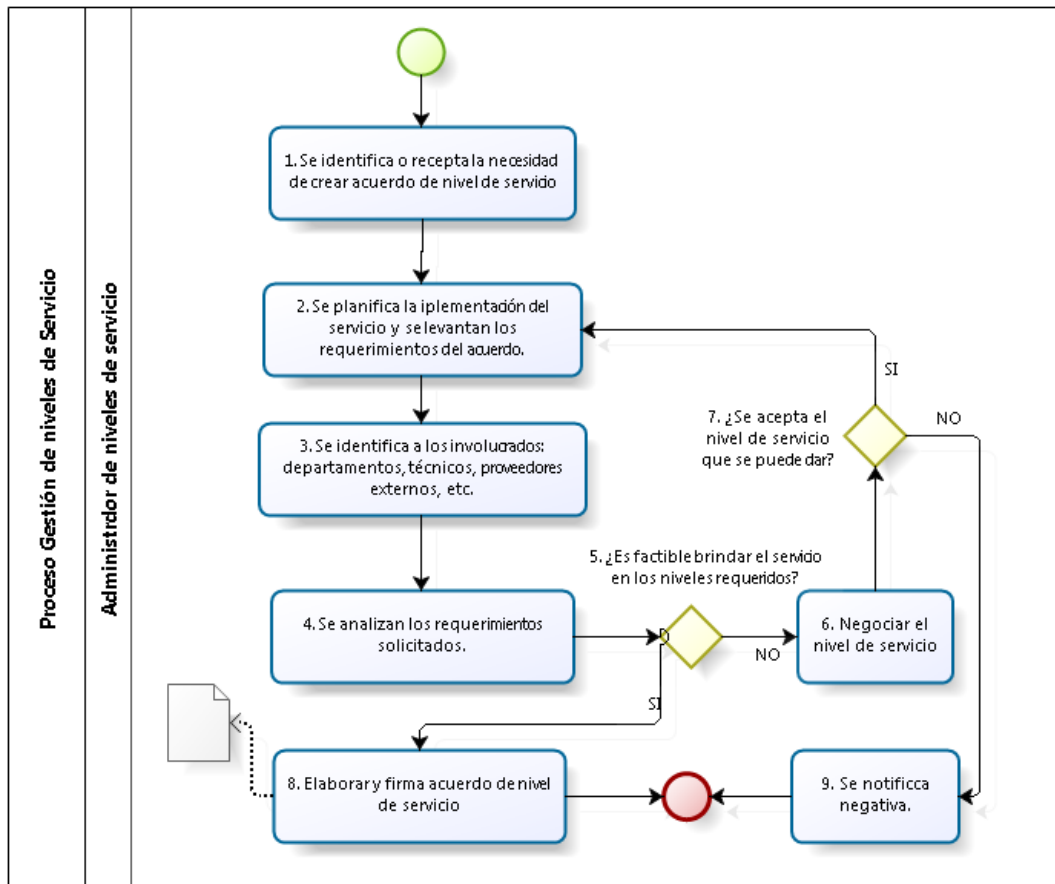 Proceso Gestión de niveles de Servicio
Administrdor de niveles de servicio
1. Se identifica o recepta la necesidad
de crear acuerdo de nivel de servicio
2. Se planifica la iplementación del
servicio y se levantan los
requerimientos del acuerdo.
3. Se identifica a los involucrados:
departamentos, técnicos, proveedores
externos, etc.
4. Se analizan los requerimientos
solicitados.
5. ¿Es factible brindar el servicio
en los niveles requeridos?
NO
SI
6. Negociar el
nivel de servicio
7. ¿Se acepta el
nivel de servicio
que se puede dar?
SI
NO
8. Elaborar y firma acuerdo de nivel
de servicio
9. Se notificca
negativa.